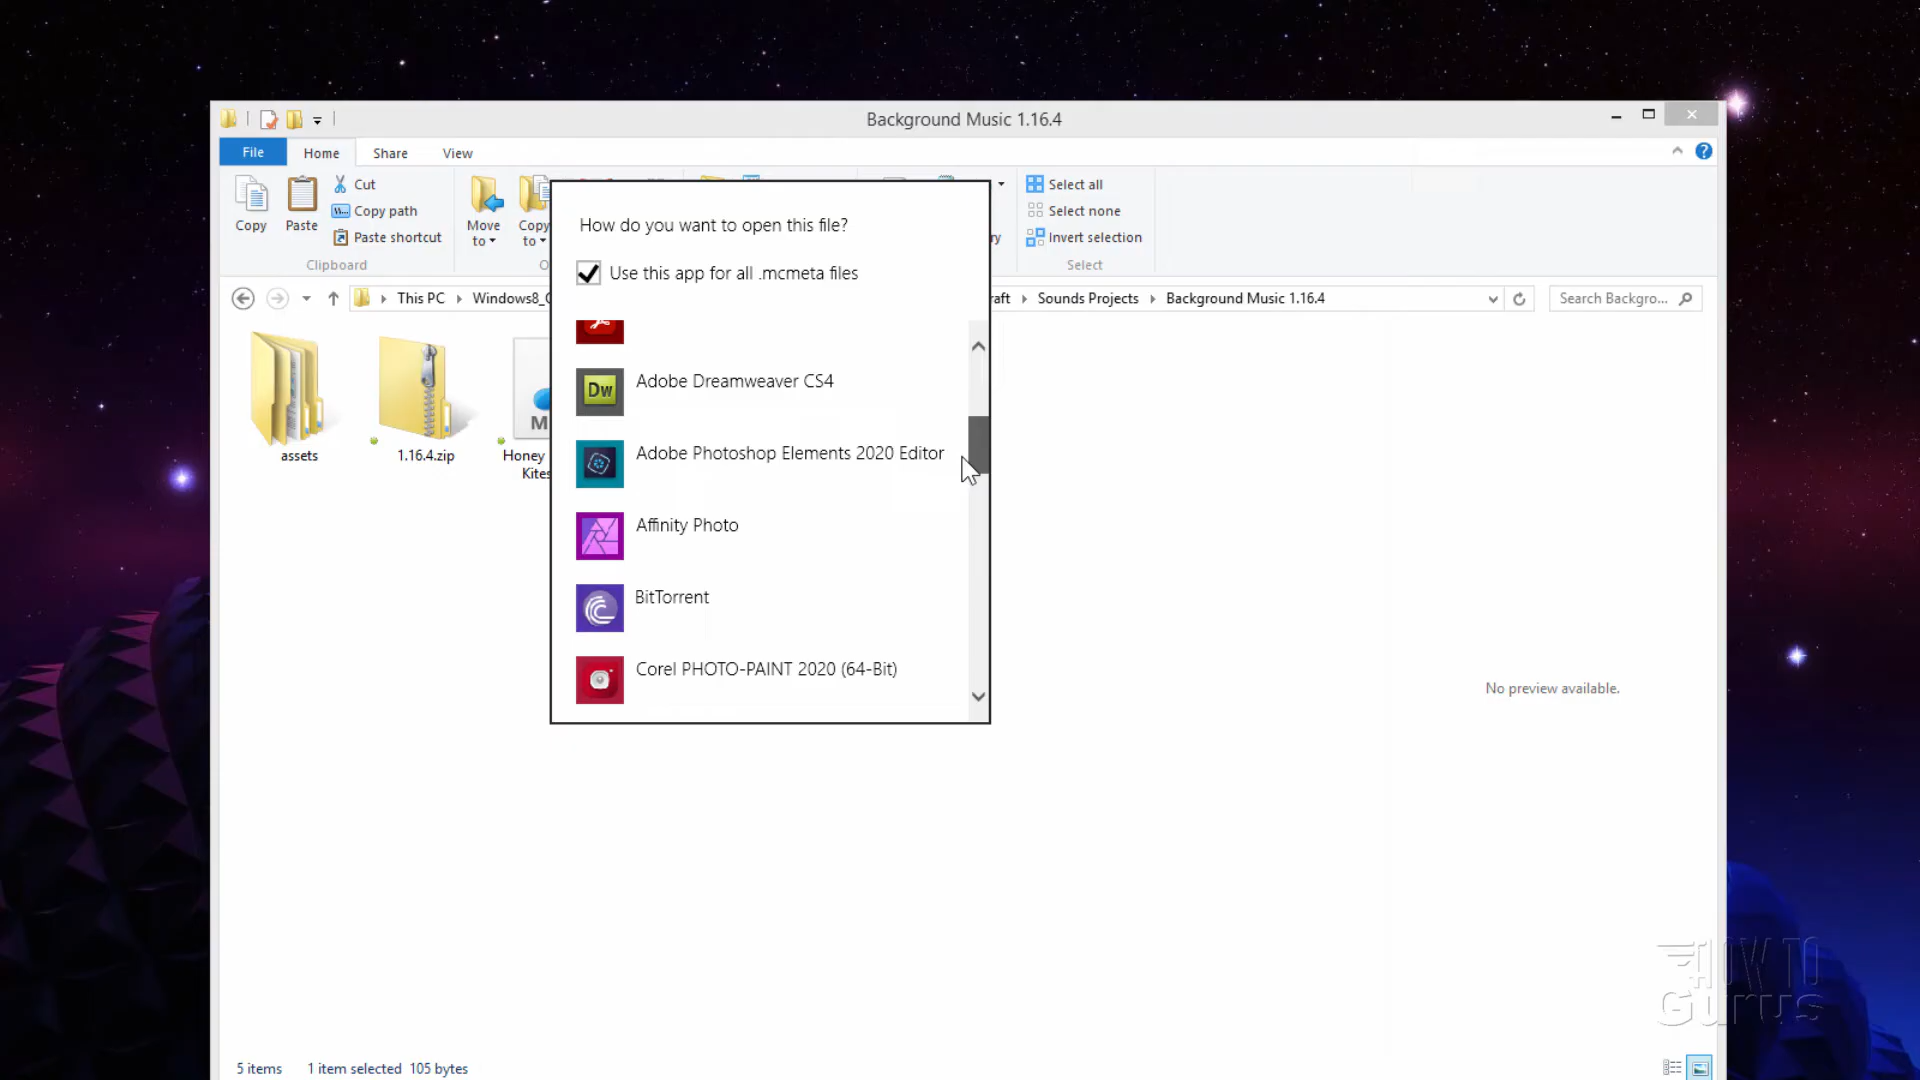 Background Music 1.16.4
File
Home
Share
View
Copy
Paste
Cut
Copy path
Paste shortcut
Clipboard
Move
to
Copy
to
Select all
Select none
Invert selection
Select
This PC
Sounds Projects
Background Music 1.16.4
Search Backgro...
assets
1.16.4.zip
Honey
Kites
How do you want to open this file?
Use this app for all .mcmeta files
Adobe Dreamweaver CS4
Dw
Adobe Photoshop Elements 2020 Editor
Affinity Photo
BitTorrent
Corel PHOTO-PAINT 2020 (64-Bit)
No preview available.
5 items
1 item selected 105 bytes
HOW TO
Gurus